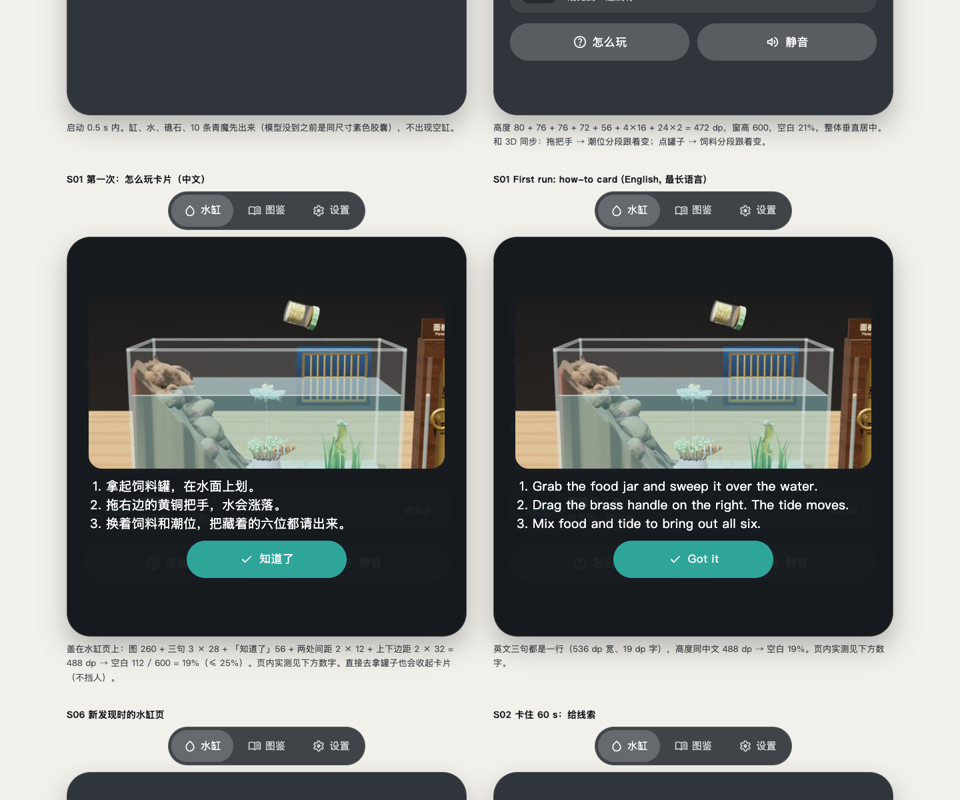 怎么玩
静音
启动 0.5 s 内。缸、水、礁石、10 条青魔先出来（模型没到之前是同尺寸素色胶囊），不出现空缸。
高度 80 + 76 + 76 + 72 + 56 + 4×16 + 24×2 = 472 dp，窗高 600，空白 21%，整体垂直居中。
和 3D 同步：拖把手 → 潮位分段跟着变；点罐子 → 饲料分段跟着变。
S01 第一次：怎么玩卡片（中文）
水缸
图鉴
设置
面板
1. 拿起饲料罐，在水面上划。
2. 拖右边的黄铜把手，水会涨落。
3. 换着饲料和潮位，把藏着的六位都请出来。
知道了
盖在水缸页上：图 260 + 三句 3 × 28 + 「知道了」56 + 两处间距 2 × 12 + 上下边距 2 × 32 =
488 dp → 空白 112 / 600 = 19%（≤ 25%）。页内实测见下方数字。直接去拿罐子也会收起卡片
（不挡人）。
S01 First run: how-to card (English, 最长语言)
水缸
图鉴
设置
1. Grab the food jar and sweep it over the water.
2. Drag the brass handle on the right. The tide moves.
3. Mix food and tide to bring out all six.
静音
Got it
英文三句都是一行（536 dp 宽、19 dp 字），高度同中文 488 dp → 空白 19%。页内实测见下方数
字。
S06 新发现时的水缸页
水缸
图鉴
设置
S02 卡住 60 s：给线索
水缸
图鉴
设置